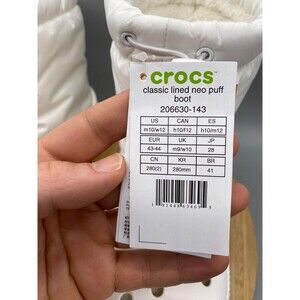 crocs™
classic lined neo puff
boot
206630-143
US CAN ES
m10/w12 h10/f12 h10/m12
EUR UK JP
43-44 m9/w10 28
CN KR BR
280(2) 280mm 41